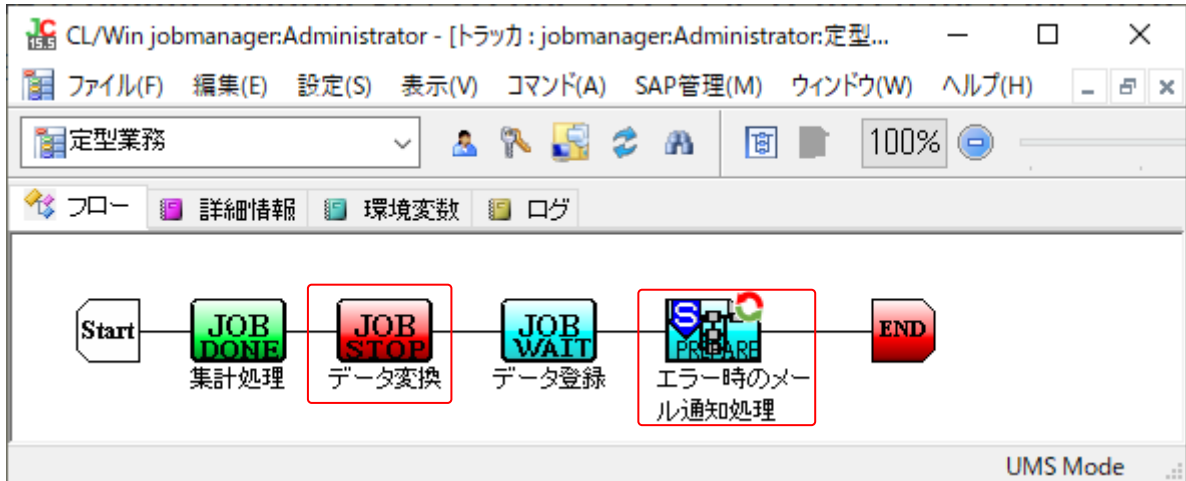 JC
15.5
CL/Win jobmanager:Administrator - [トラッカ : jobmanager:Administrator:定型...
ファイル(F) 編集(E) 設定(S) 表示(V) コマンド(A) SAP管理(M) ウィンドウ(W) ヘルプ(H)
定型業務
100%
フロー 詳細情報 環境変数 ログ
Start
JOB
DONE
集計処理
JOB
STOP
データ変換
JOB
WAIT
データ登録
S
PREPARE
エラー時のメー
ル通知処理
END
UMS Mode